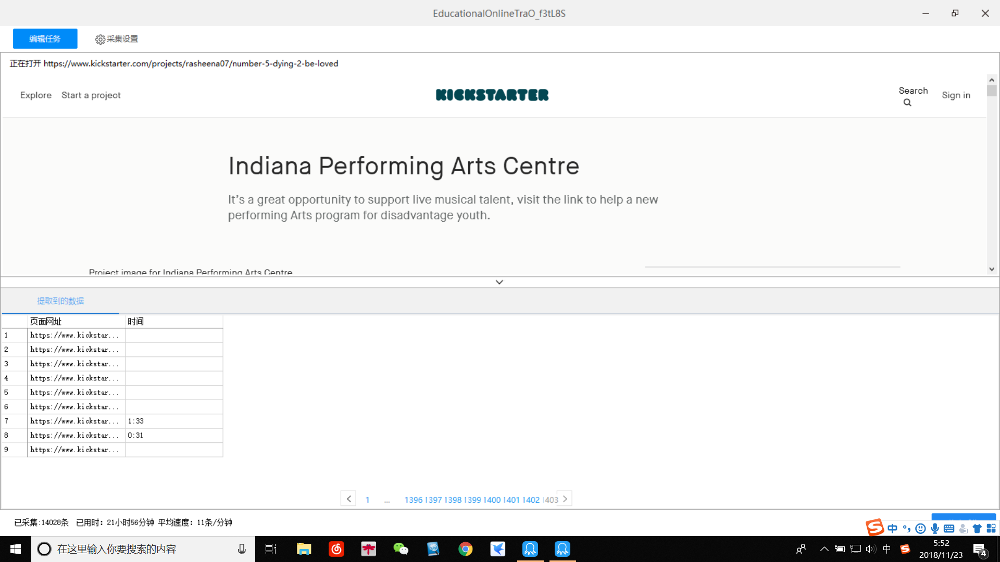 EducationalOnlineTraO_f3tL8S
编辑任务 采集设置
正在打开 https://www.kickstarter.com/projects/rasheena07/number-5-dying-2-be-loved
Explore Start a project KICKSTARTER Search Sign in
Indiana Performing Arts Centre
It's a great opportunity to support live musical talent, visit the link to help a new
performing Arts program for disadvantage youth.
Project image for Indiana Performing Arts Centre
提取到的数据
页面网址 时间
1 https://www.kickstar...
2 https://www.kickstar...
3 https://www.kickstar...
4 https://www.kickstar...
5 https://www.kickstar...
6 https://www.kickstar...
7 https://www.kickstar... 1:33
8 https://www.kickstar... 0:31
9 https://www.kickstar...
1 ... 1396 1397 1398 1399 1400 1401 1402 1403
已采集:14028条 已用时：21小时56分钟 平均速度：11条/分钟
中
在这里输入你要搜索的内容
中
5:52
2018/11/23
4